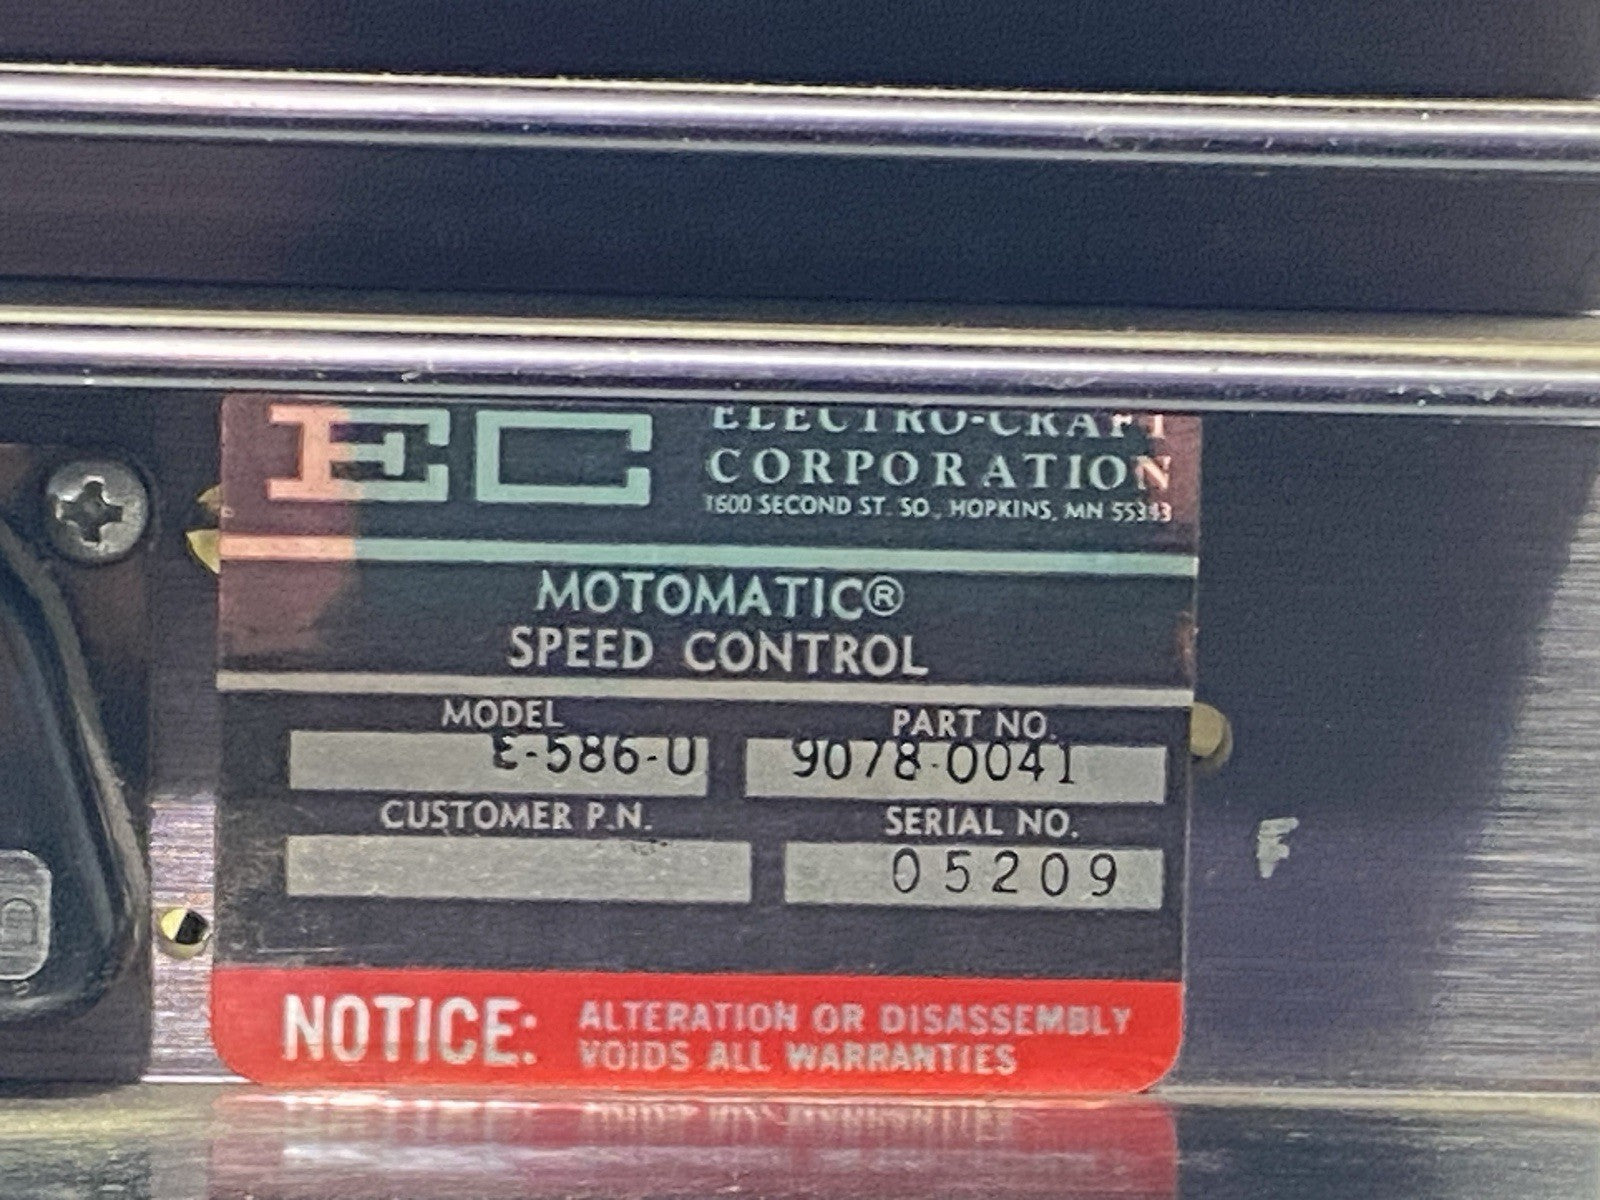 EC
ELECTRO-CRAFT
CORPORATION
1600 SECOND ST. SO., HOPKINS, MN 55343
MOTOMATIC®
SPEED CONTROL
MODEL PART NO.
E-586-U 9078-0041
CUSTOMER P.N. SERIAL NO.
05209
F
NOTICE: ALTERATION OR DISASSEMBLY
VOIDS ALL WARRANTIES